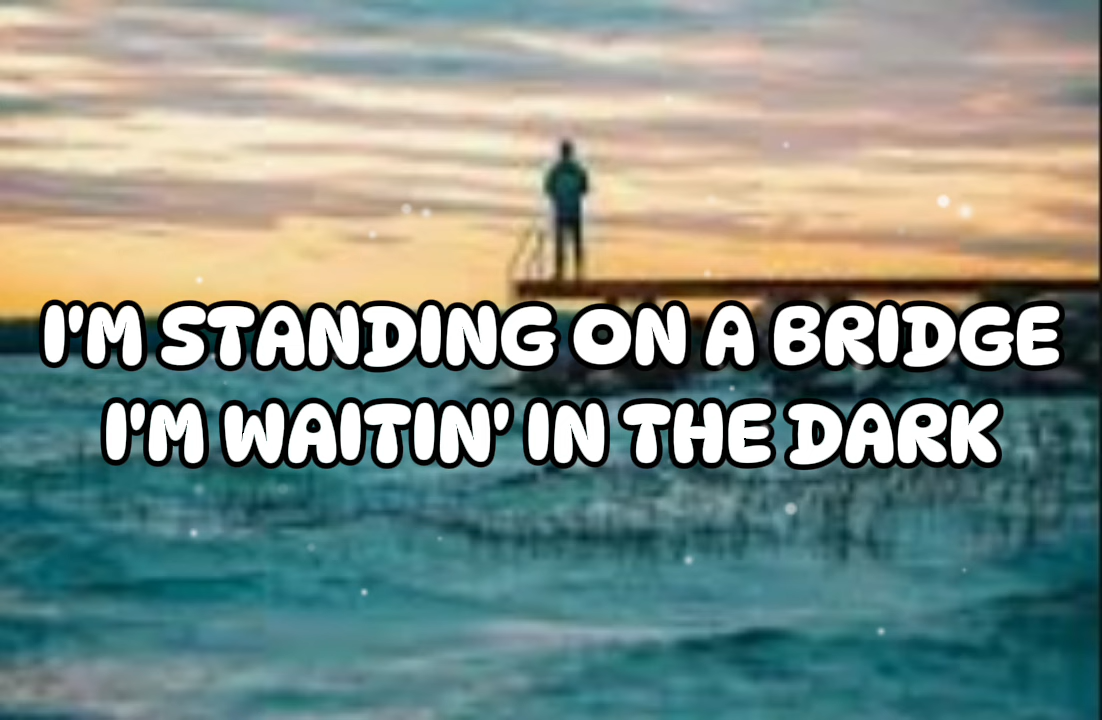 I'M STANDING ON A BRIDGE
I'M WAITIN' IN THE DARK